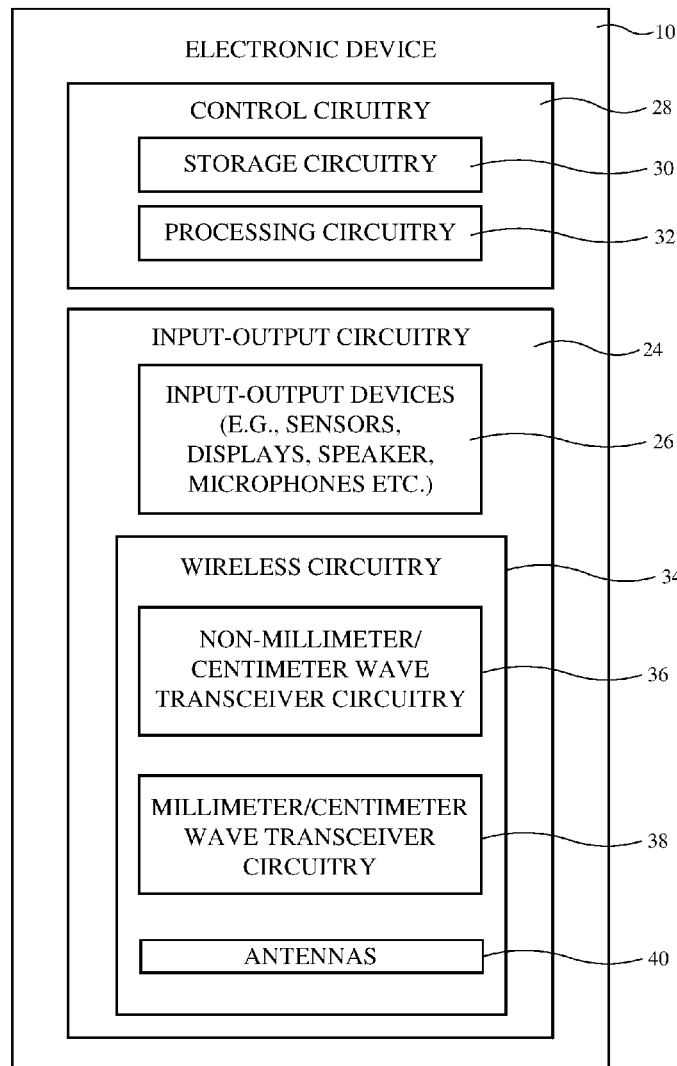 10
ELECTRONIC DEVICE
CONTROL CIRUITRY
28
STORAGE CIRCUITRY
30
PROCESSING CIRCUITRY
32
INPUT-OUTPUT CIRCUITRY
24
INPUT-OUTPUT DEVICES
(E.G., SENSORS,
DISPLAYS, SPEAKER,
MICROPHONES ETC.)
26
WIRELESS CIRCUITRY
34
NON-MILLIMETER/
CENTIMETER WAVE
TRANSCEIVER CIRCUITRY
36
MILLIMETER/CENTIMETER
WAVE TRANSCEIVER
CIRCUITRY
38
ANTENNAS
40